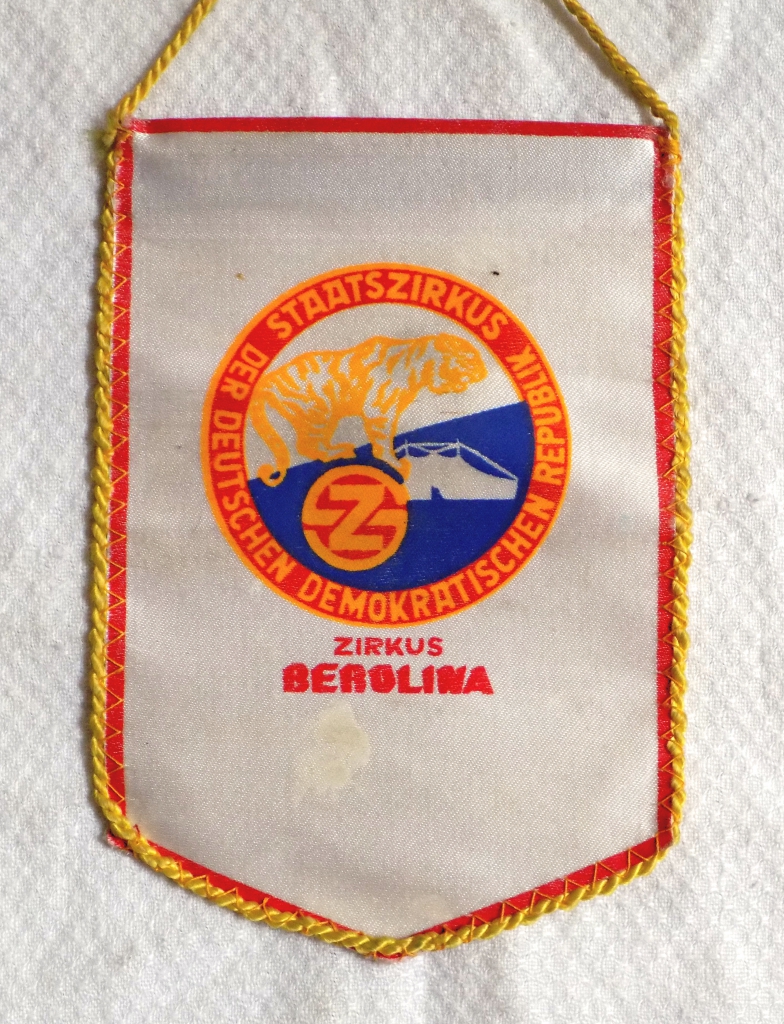 STAATSZIRKUS DER DEUTSCHEN DEMOKRATISCHEN REPUBLIK
Z
ZIRKUS
BEROLINA